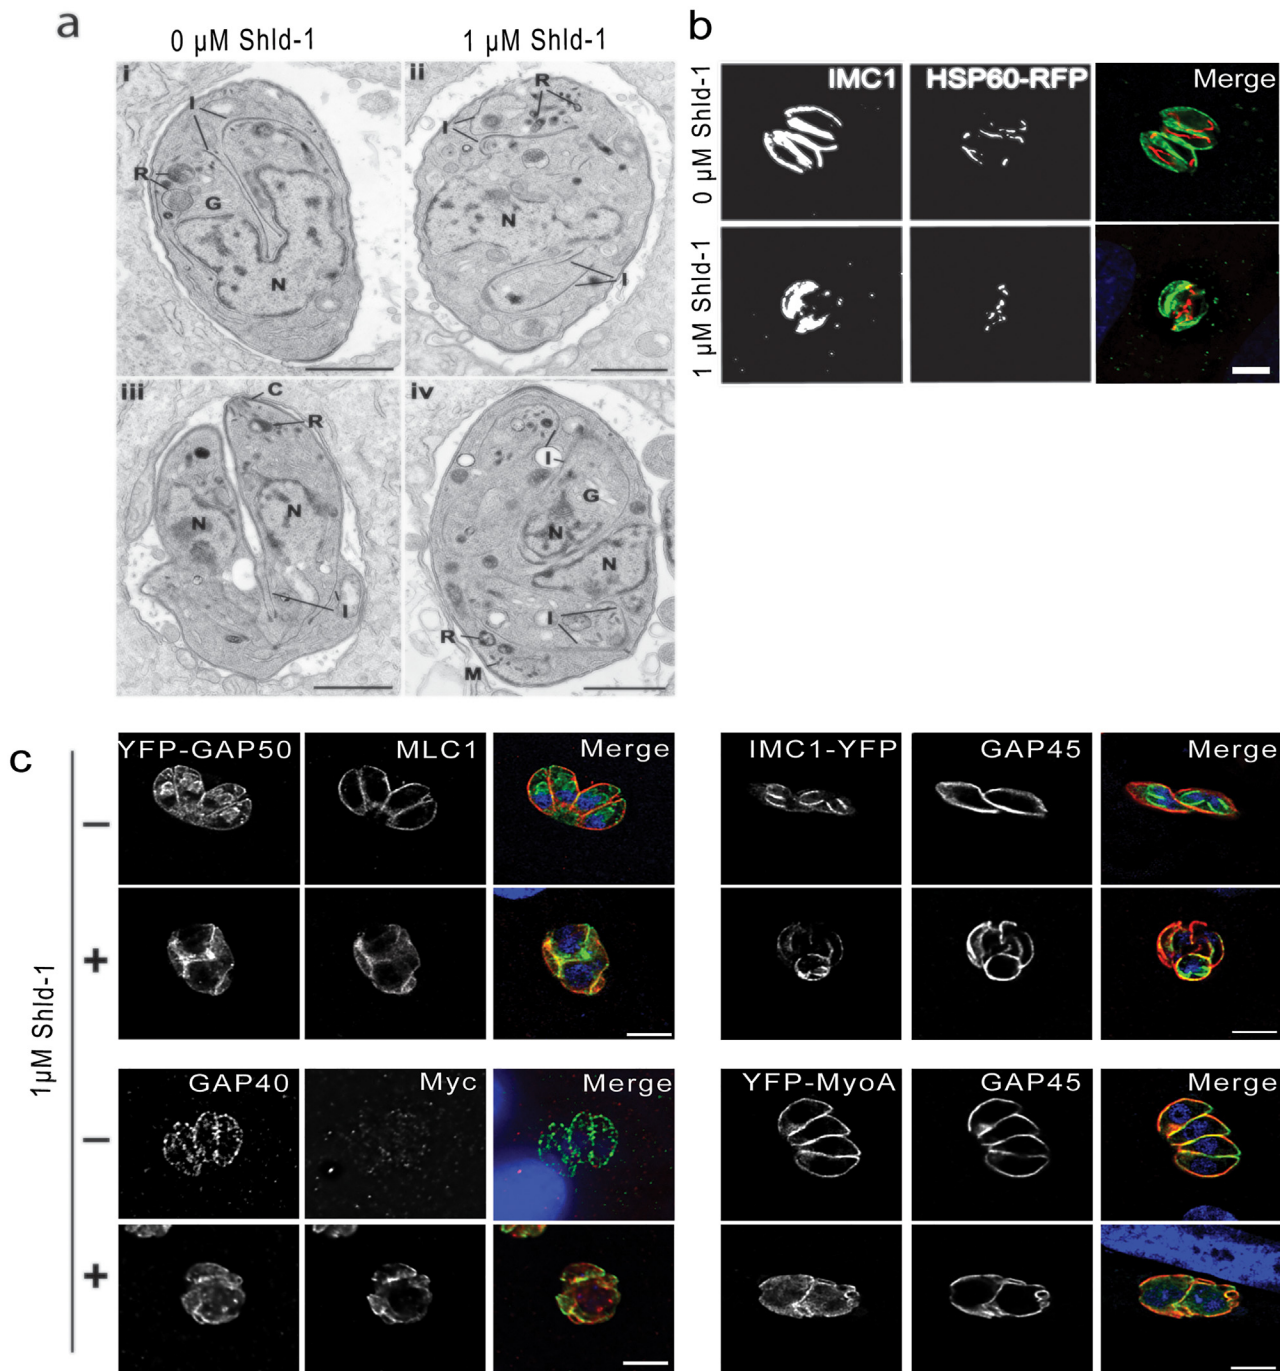 a
0 µM Shld-1
1 µM Shld-1
i
I
R
G
N
ii
R
I
N
I
iii
C
R
N
N
I
iv
I
G
N
N
I
R
M
b
IMC1
HSP60-RFP
Merge
0 µM Shld-1
1 µM Shld-1
c
1µM Shld-1
YFP-GAP50
MLC1
Merge
IMC1-YFP
GAP45
Merge
–
+
GAP40
Myc
Merge
YFP-MyoA
GAP45
Merge
–
+